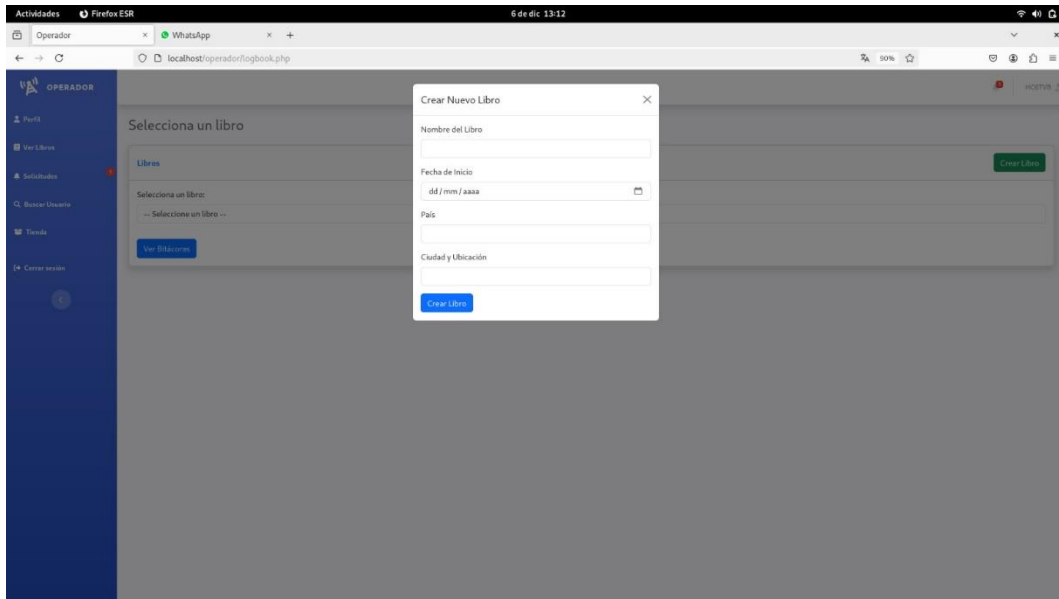 Actividades Firefox ESR 6 de dic 13:12
Operador WhatsApp
localhost/operador/logbook.php 90%
OPERADOR
Perfil
Ver Libros
Solicitudes
Buscar Usuario
Tienda
Cerrar sesión
Selecciona un libro
Libros
Crear Libro
Selecciona un libro:
-- Seleccione un libro --
Ver Bitácoras
Crear Nuevo Libro
Nombre del Libro
Fecha de Inicio
dd / mm / aaaa
País
Ciudad y Ubicación
Crear Libro